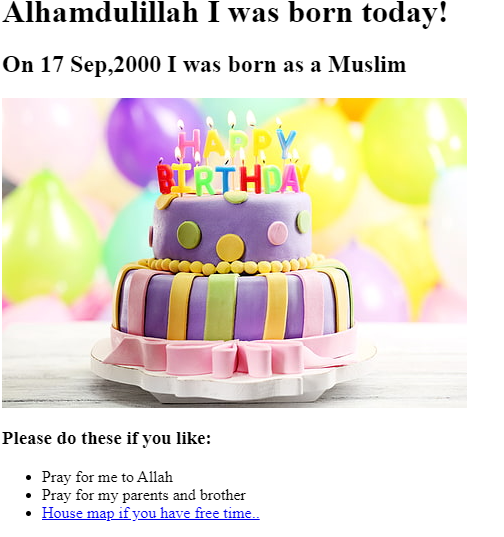 Alhamdulillah I was born today!
On 17 Sep,2000 I was born as a Muslim
HAPPY
BIRTHDAY
Please do these if you like:
Pray for me to Allah
Pray for my parents and brother
House map if you have free time..